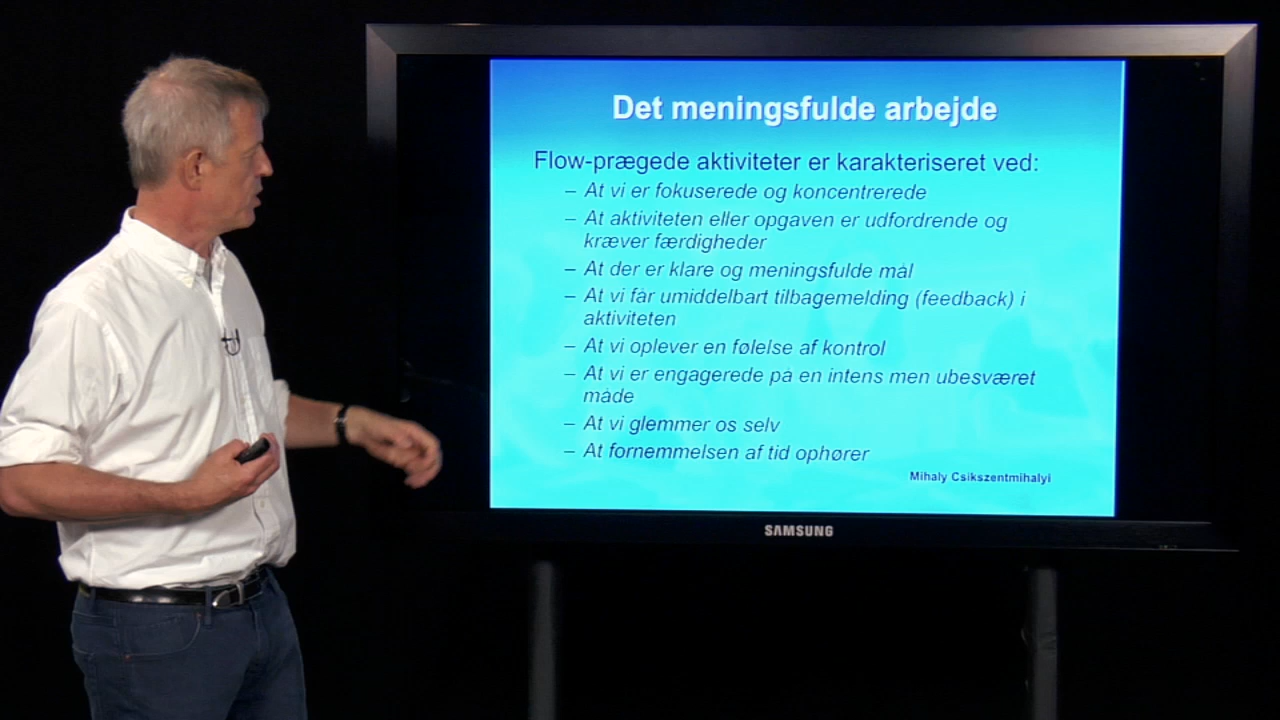 Det meningsfulde arbejde
Flow-prægede aktiviteter er karakteriseret ved:
– At vi er fokuserede og koncentrerede
– At aktiviteten eller opgaven er udfordrende og
kræver færdigheder
– At der er klare og meningsfulde mål
– At vi får umiddelbart tilbagemelding (feedback) i
aktiviteten
– At vi oplever en følelse af kontrol
– At vi er engagerede på en intens men ubesværet
måde
– At vi glemmer os selv
– At fornemmelsen af tid ophører
Mihaly Csikszentmihalyi
SAMSUNG